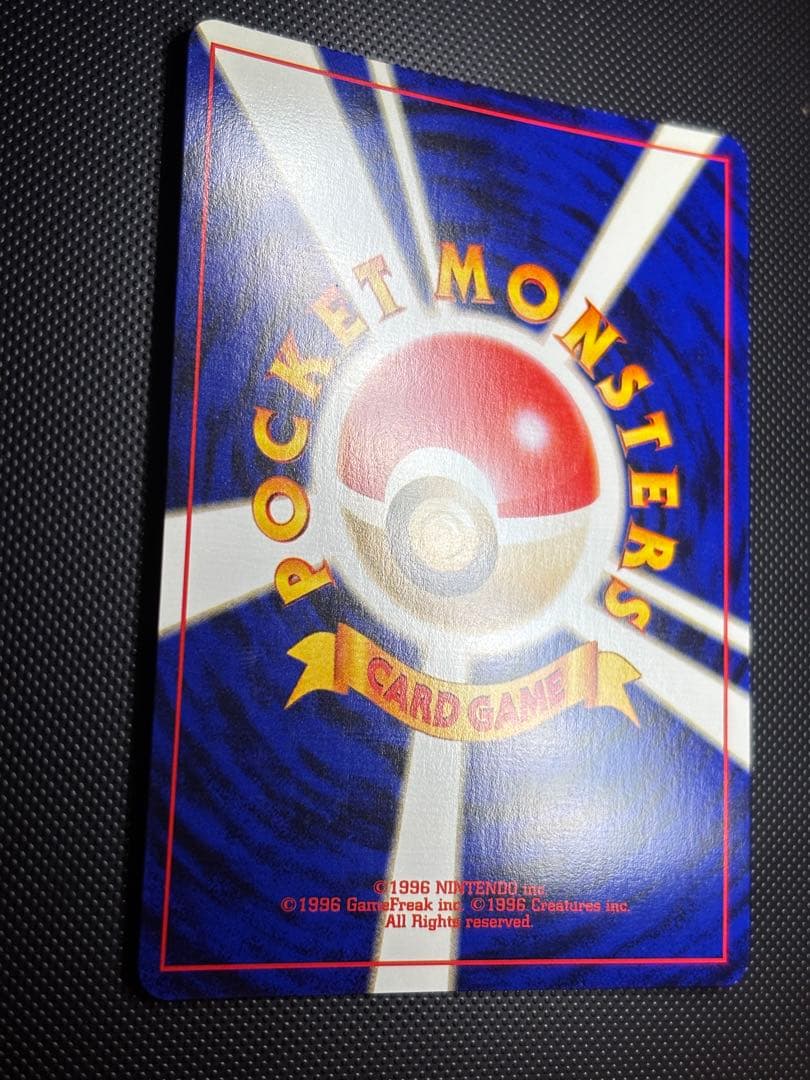 POCKET MONSTERS
CARD GAME
©1996 NINTENDO inc.
©1996 GameFreak inc. ©1996 Creatures inc.
All Rights reserved.